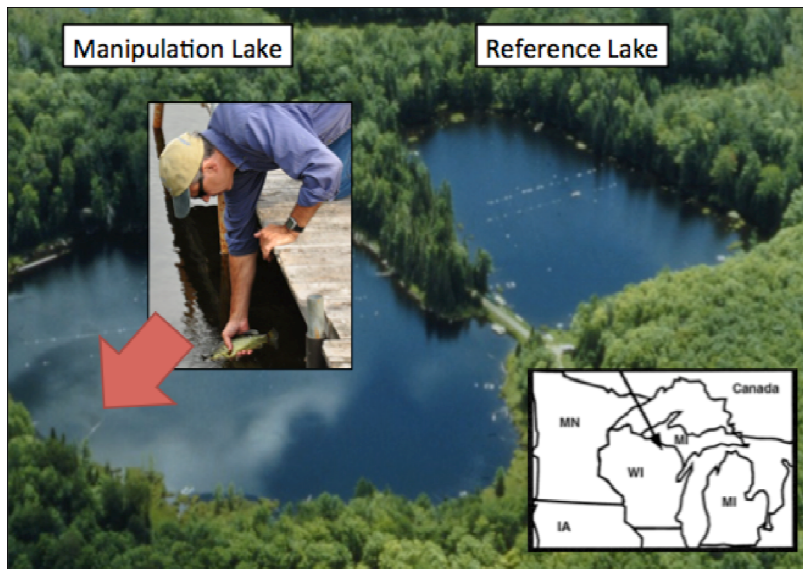 Manipulation Lake
Reference Lake
Canada
MN
MI
WI
MI
IA